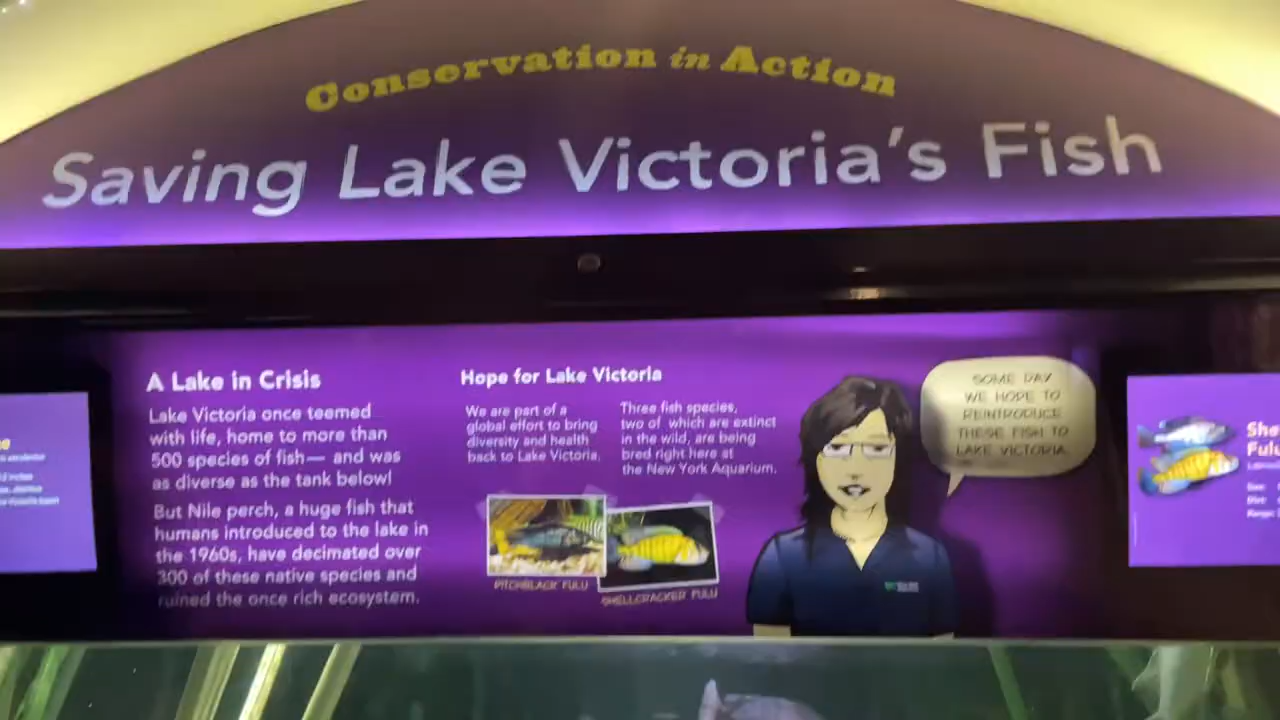 Conservation in Action
Saving Lake Victoria's Fish
A Lake in Crisis
Lake Victoria once teemed
with life, home to more than
500 species of fish— and was
as diverse as the tank below!
But Nile perch, a huge fish that
humans introduced to the lake in
the 1960s, have decimated over
300 of these native species and
ruined the once rich ecosystem.
Hope for Lake Victoria
We are part of a
global effort to bring
diversity and health
back to Lake Victoria.
Three fish species,
two of which are extinct
in the wild, are being
bred right here at
the New York Aquarium.
PITCHBLACK FULU
SHELLCRACKER FULU
SOME DAY
WE HOPE TO
REINTRODUCE
THESE FISH TO
LAKE VICTORIA.
She
Fulu